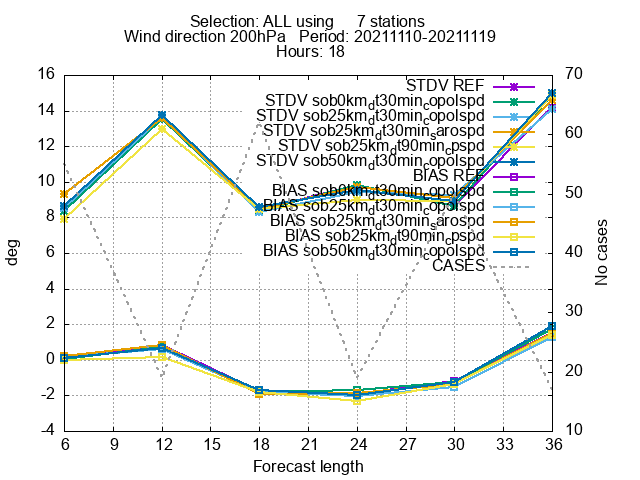 Selection: ALL using 7 stations
Wind direction 200hPa Period: 20211110-20211119
Hours: 18
16
14
12
10
8
6
4
2
0
-2
-4
deg
70
60
50
40
30
20
10
No cases
STDV REF
STDV sob0km_dt30min_copolspd
STDV sob25km_dt30min_copolspd
STDV sob25km_dt30min_sarospd
STDV sob25km_dt90min_cpspd
STDV sob50km_dt30min_copolspd
BIAS REF
BIAS sob0km_dt30min_copolspd
BIAS sob25km_dt30min_copolspd
BIAS sob25km_dt30min_sarospd
BIAS sob25km_dt90min_cpspd
BIAS sob50km_dt30min_copolspd
CASES
6 9 12 15 18 21 24 27 30 33 36
Forecast length